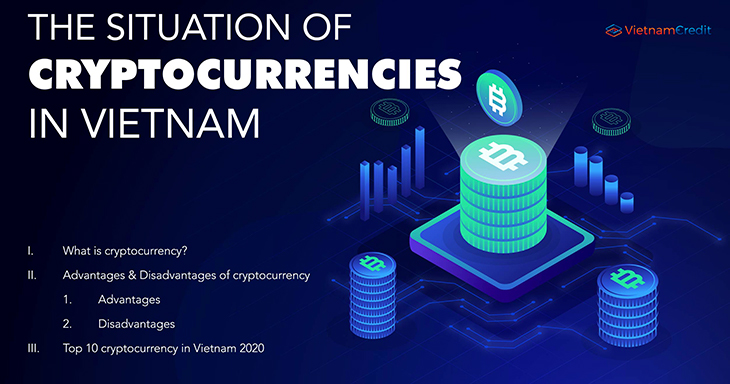 THE SITUATION OF
VietnamCredit
CRYPTOCURRENCIES
IN VIETNAM
I. What is cryptocurrency?
II. Advantages & Disadvantages of cryptocurrency
1. Advantages
2. Disadvantages
III. Top 10 cryptocurrency in Vietnam 2020